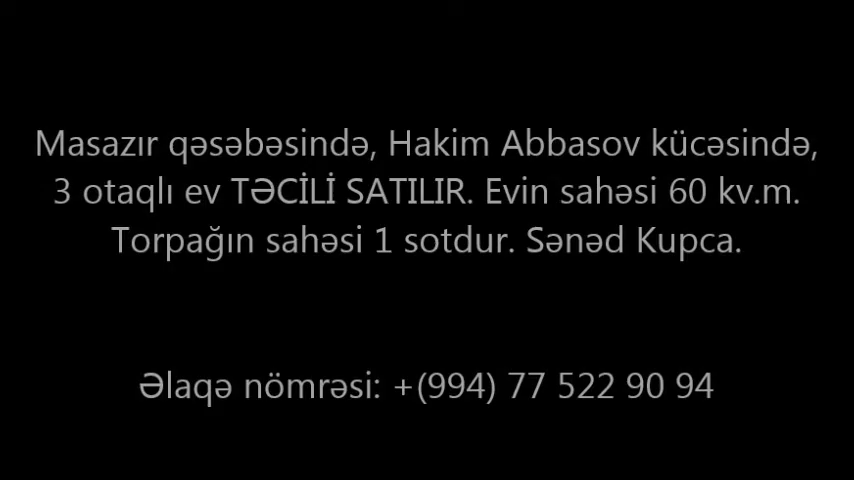 Masazır qəsəbəsində, Hakim Abbasov kücəsində,
3 otaqlı ev TƏCİLİ SATILIR. Evin sahəsi 60 kv.m.
Torpağın sahəsi 1 sotdur. Sənəd Kupca.
Əlaqə nömrəsi: +(994) 77 522 90 94